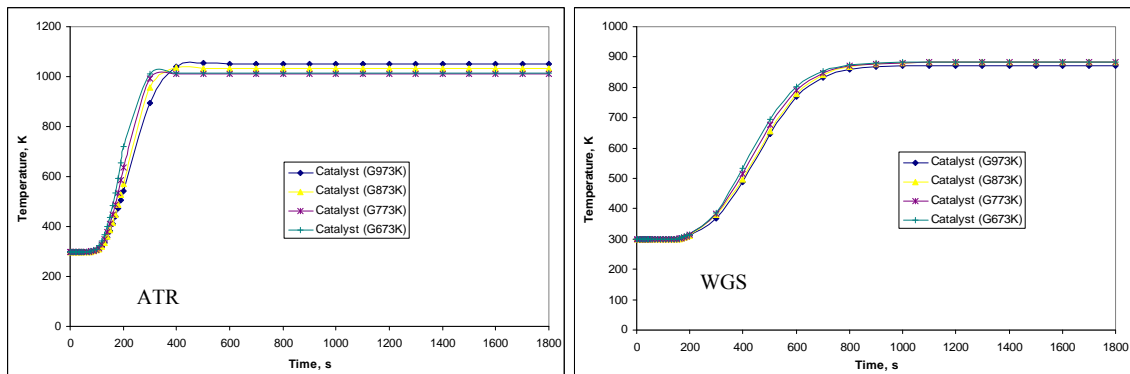 1200
1000
800
600
400
200
0
Temperature, K
Catalyst (G973K)
Catalyst (G873K)
Catalyst (G773K)
Catalyst (G673K)
ATR
0 200 400 600 800 1000 1200 1400 1600 1800
Time, s
1000
900
800
700
600
500
400
300
200
100
0
Temperature, K
Catalyst (G973K)
Catalyst (G873K)
Catalyst (G773K)
Catalyst (G673K)
WGS
0 200 400 600 800 1000 1200 1400 1600 1800
Time, s